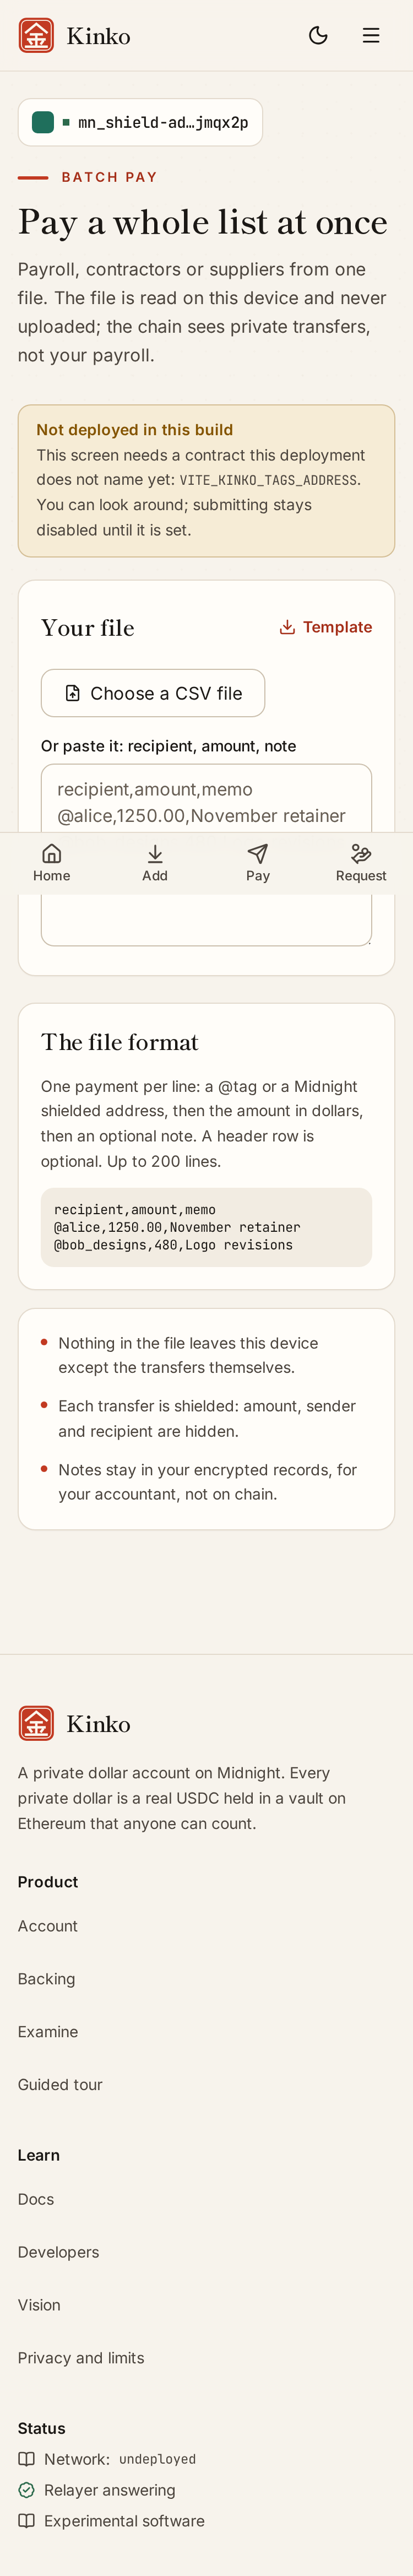 金 Kinko
mn_shield-ad…jmqx2p
BATCH PAY
Pay a whole list at once
Payroll, contractors or suppliers from one
file. The file is read on this device and never
uploaded; the chain sees private transfers,
not your payroll.
Not deployed in this build
This screen needs a contract this deployment
does not name yet: VITE_KINKO_TAGS_ADDRESS.
You can look around; submitting stays
disabled until it is set.
Your file
Template
Choose a CSV file
Or paste it: recipient, amount, note
recipient,amount,memo
@alice,1250.00,November retainer
Home Add Pay Request
The file format
One payment per line: a @tag or a Midnight
shielded address, then the amount in dollars,
then an optional note. A header row is
optional. Up to 200 lines.
recipient,amount,memo
@alice,1250.00,November retainer
@bob_designs,480,Logo revisions
Nothing in the file leaves this device
except the transfers themselves.
Each transfer is shielded: amount, sender
and recipient are hidden.
Notes stay in your encrypted records, for
your accountant, not on chain.
金 Kinko
A private dollar account on Midnight. Every
private dollar is a real USDC held in a vault on
Ethereum that anyone can count.
Product
Account
Backing
Examine
Guided tour
Learn
Docs
Developers
Vision
Privacy and limits
Status
Network: undeployed
Relayer answering
Experimental software